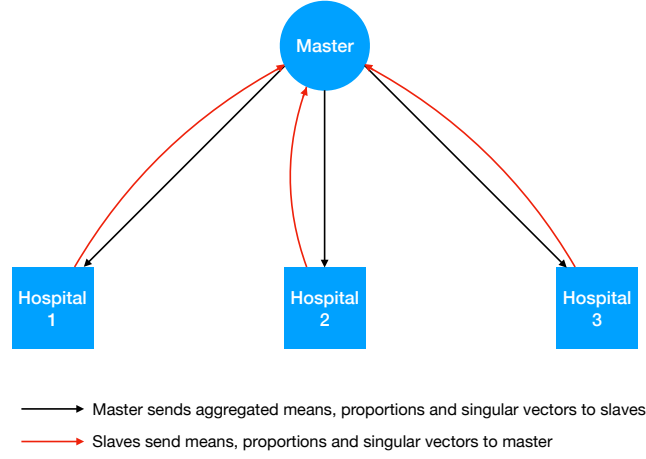 Master
Hospital
1
Hospital
2
Hospital
3
Master sends aggregated means, proportions and singular vectors to slaves
Slaves send means, proportions and singular vectors to master